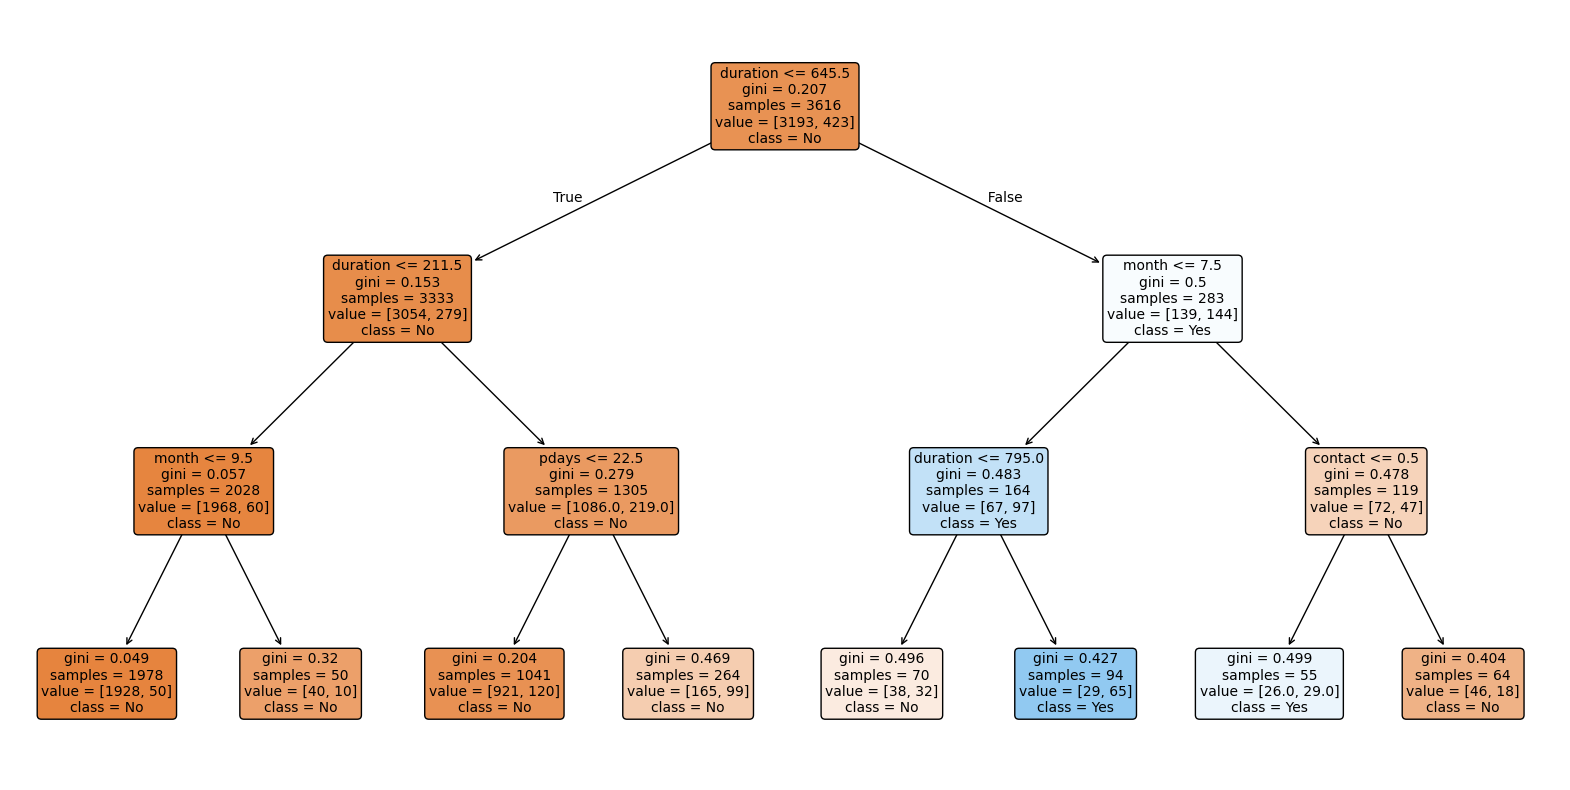 duration <= 645.5
gini = 0.207
samples = 3616
value = [3193, 423]
class = No
True
False
duration <= 211.5
gini = 0.153
samples = 3333
value = [3054, 279]
class = No
month <= 7.5
gini = 0.5
samples = 283
value = [139, 144]
class = Yes
month <= 9.5
gini = 0.057
samples = 2028
value = [1968, 60]
class = No
pdays <= 22.5
gini = 0.279
samples = 1305
value = [1086.0, 219.0]
class = No
duration <= 795.0
gini = 0.483
samples = 164
value = [67, 97]
class = Yes
contact <= 0.5
gini = 0.478
samples = 119
value = [72, 47]
class = No
gini = 0.049
samples = 1978
value = [1928, 50]
class = No
gini = 0.32
samples = 50
value = [40, 10]
class = No
gini = 0.204
samples = 1041
value = [921, 120]
class = No
gini = 0.469
samples = 264
value = [165, 99]
class = No
gini = 0.496
samples = 70
value = [38, 32]
class = No
gini = 0.427
samples = 94
value = [29, 65]
class = Yes
gini = 0.499
samples = 55
value = [26.0, 29.0]
class = Yes
gini = 0.404
samples = 64
value = [46, 18]
class = No